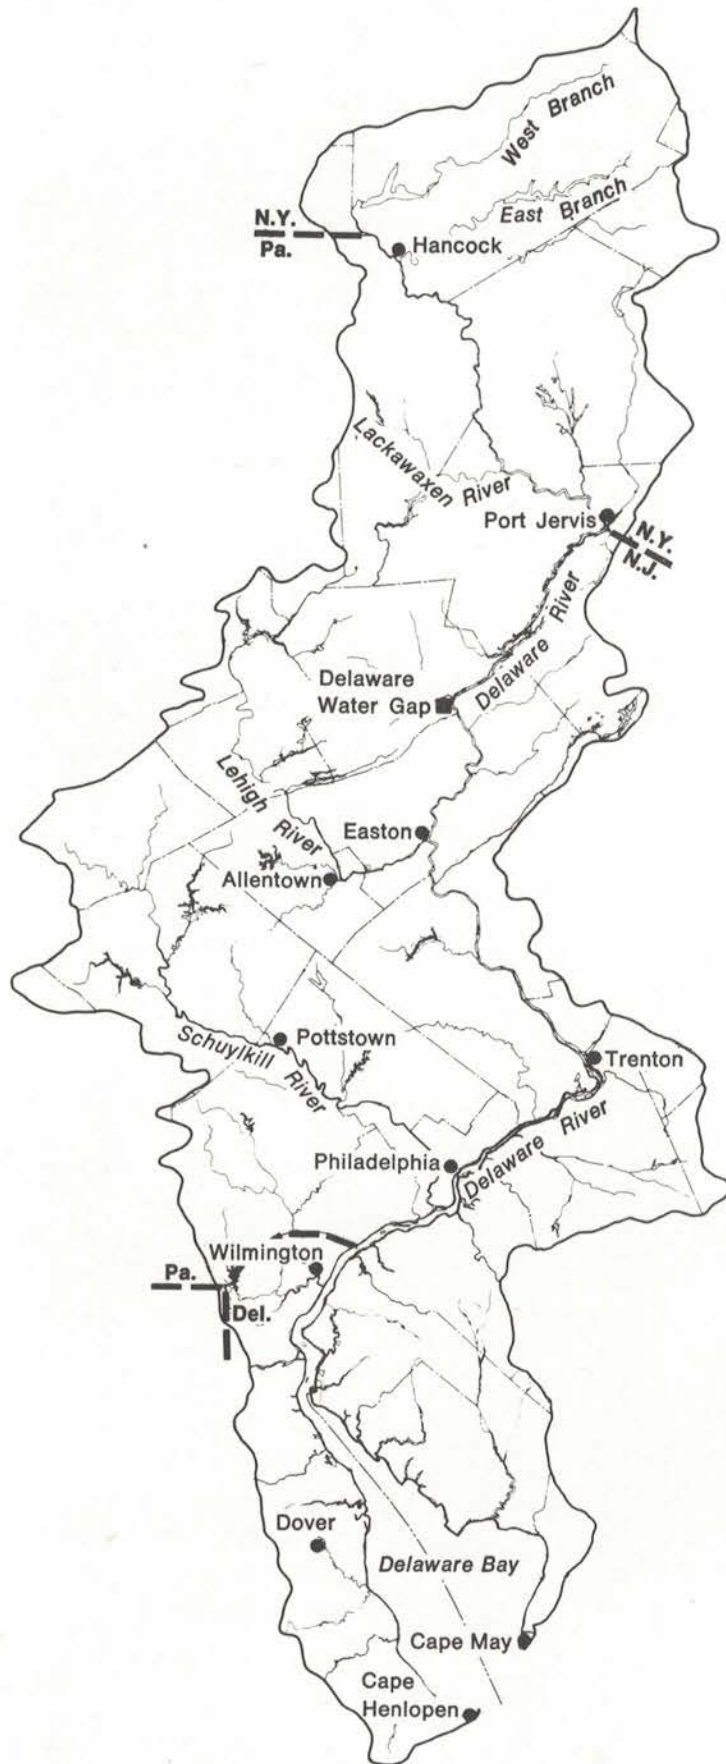 West Branch
East Branch
N.Y.
Pa.
Hancock
Lackawaxen River
Port Jervis
N.Y.
N.J.
Delaware River
Delaware
Water Gap
Lehigh River
Easton
Allentown
Pottstown
Schuylkill River
Trenton
Philadelphia
Delaware River
Wilmington
Pa.
Del.
Dover
Delaware Bay
Cape May
Cape
Henlopen